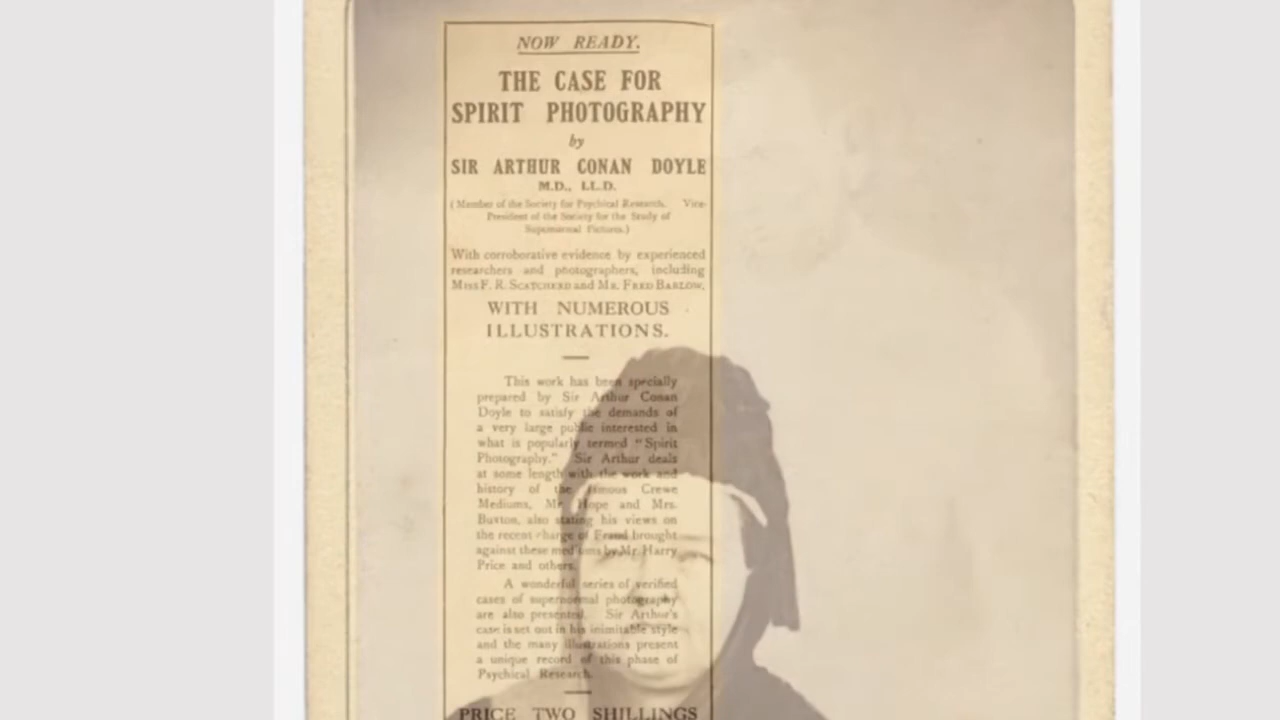 NOW READY.
THE CASE FOR
SPIRIT PHOTOGRAPHY
by
SIR ARTHUR CONAN DOYLE
M.D., LL.D.
(Member of the Society for Psychical Research. Vice-
President of the Society for the Study of
Supernormal Pictures.)
With corroborative evidence by experienced
researchers and photographers, including
MISS F. R. SCATCHERD and MR. FRED BARLOW.
WITH NUMEROUS
ILLUSTRATIONS.
This work has been specially
prepared by Sir Arthur Conan
Doyle to satisfy the demands of
a very large public interested in
what is popularly termed "Spirit
Photography." Sir Arthur deals
at some length with the work and
history of the famous Crewe
Mediums, Mr. Hope and Mrs.
Buxton, also stating his views on
the recent charge of Fraud brought
against these mediums by Mr. Harry
Price and others.
A wonderful series of verified
cases of supernormal photography
are also presented. Sir Arthur's
case is set out in his inimitable style
and the many illustrations present
a unique record of this phase of
Psychical Research.
PRICE TWO SHILLINGS